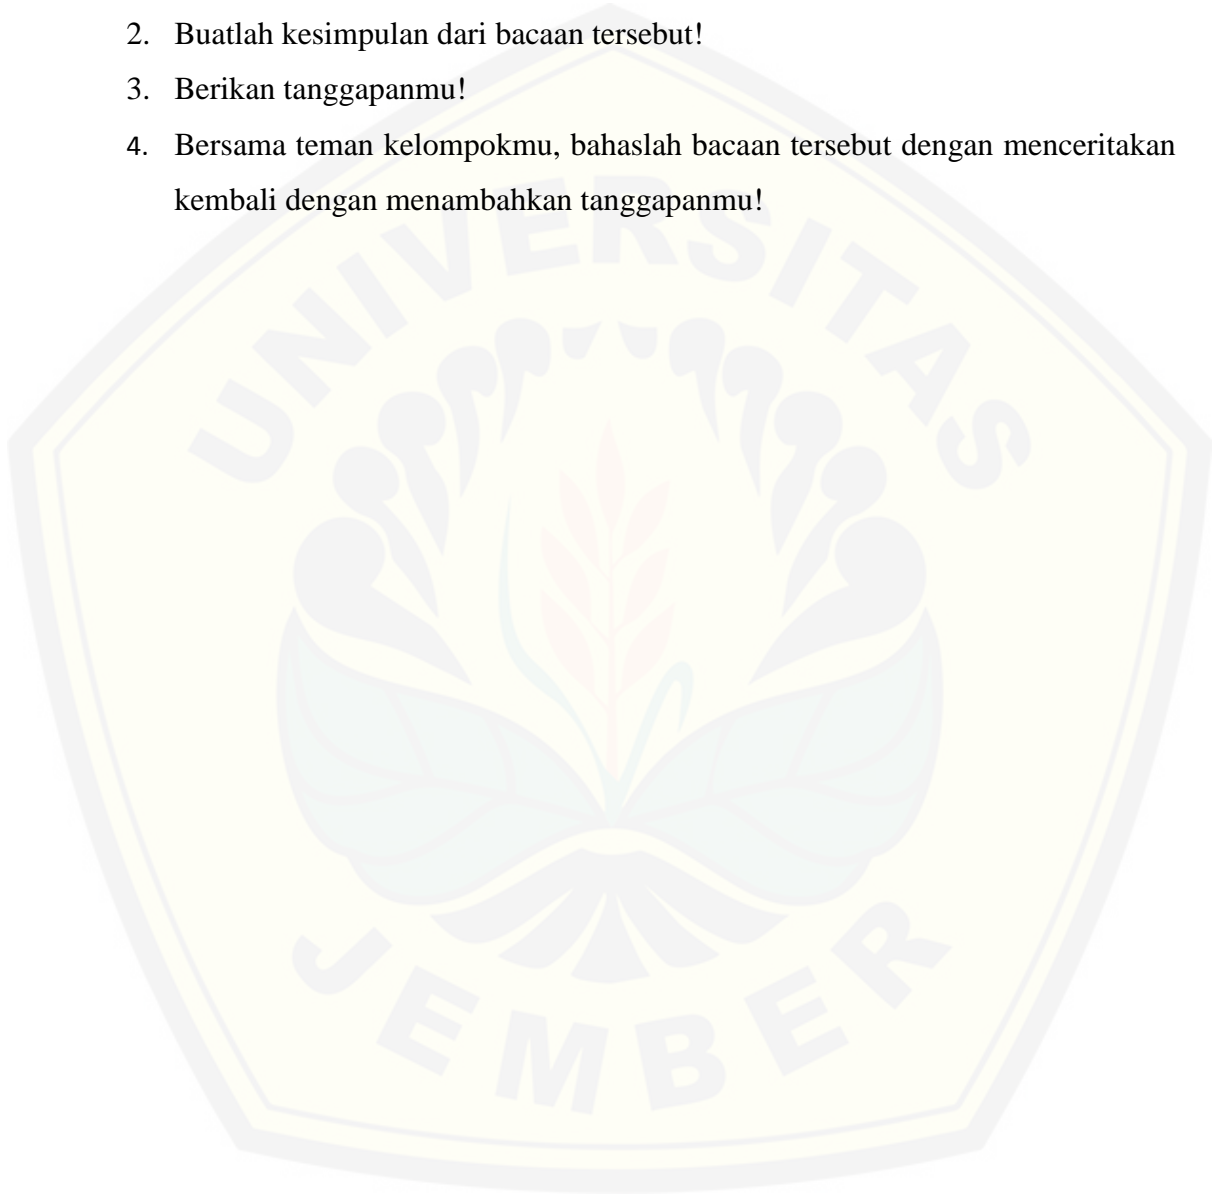 2. Buatlah kesimpulan dari bacaan tersebut!
3. Berikan tanggapanmu!
4. Bersama teman kelompokmu, bahaslah bacaan tersebut dengan menceritakan
kembali dengan menambahkan tanggapanmu!
UNIVERSITAS
JEMBER